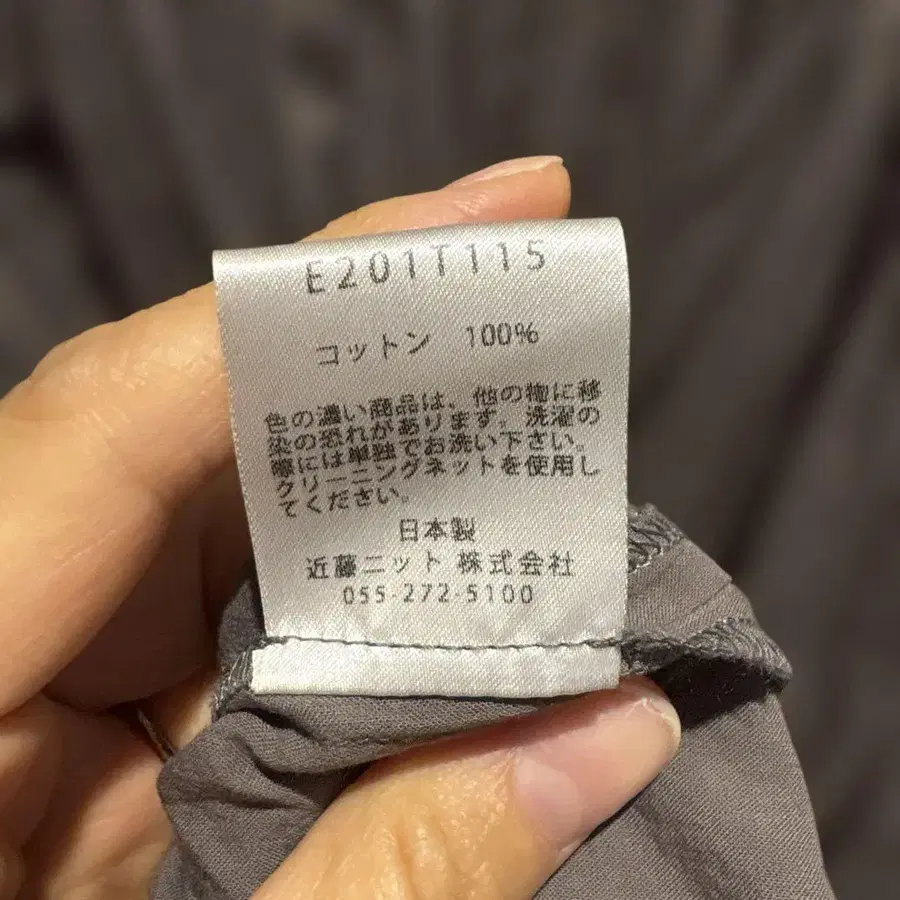 E201T115
コットン 100%
色の濃い商品は、他の物に移
染の恐れがあります。洗濯の
際には単独でお洗い下さい。
クリーニングネットを使用し
てください。
日本製
近藤ニット 株式会社
055-272-5100